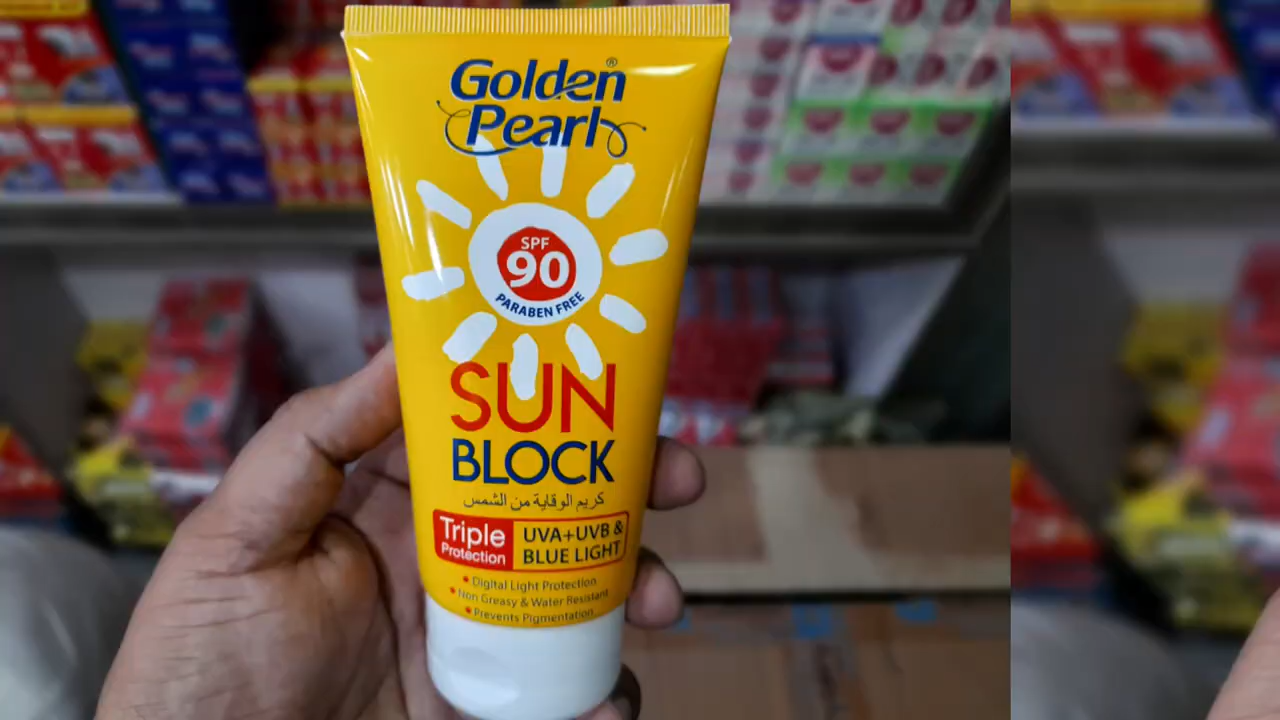 Golden®
Pearl
SPF
90
PARABEN FREE
SUN
BLOCK
كريم الوقاية من الشمس
Triple
Protection
UVA+UVB &
BLUE LIGHT
• Digital Light Protection
• Non Greasy & Water Resistant
• Prevents Pigmentation